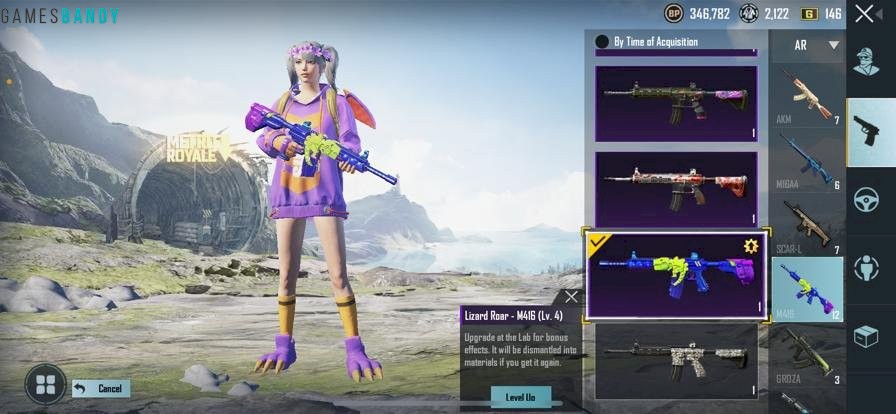 GAMESBANDY
BP 346,782 2,122 G 146
By Time of Acquisition
AR
1
1
AKM 7
M16A4 6
1
SCAR-L 7
METRO
ROYALE
1
M416 12
Lizard Roar - M416 (Lv. 4)
Upgrade at the Lab for bonus
effects. It will be dismantled into
materials if you get it again.
Level Up
1
GROZA 3
Cancel